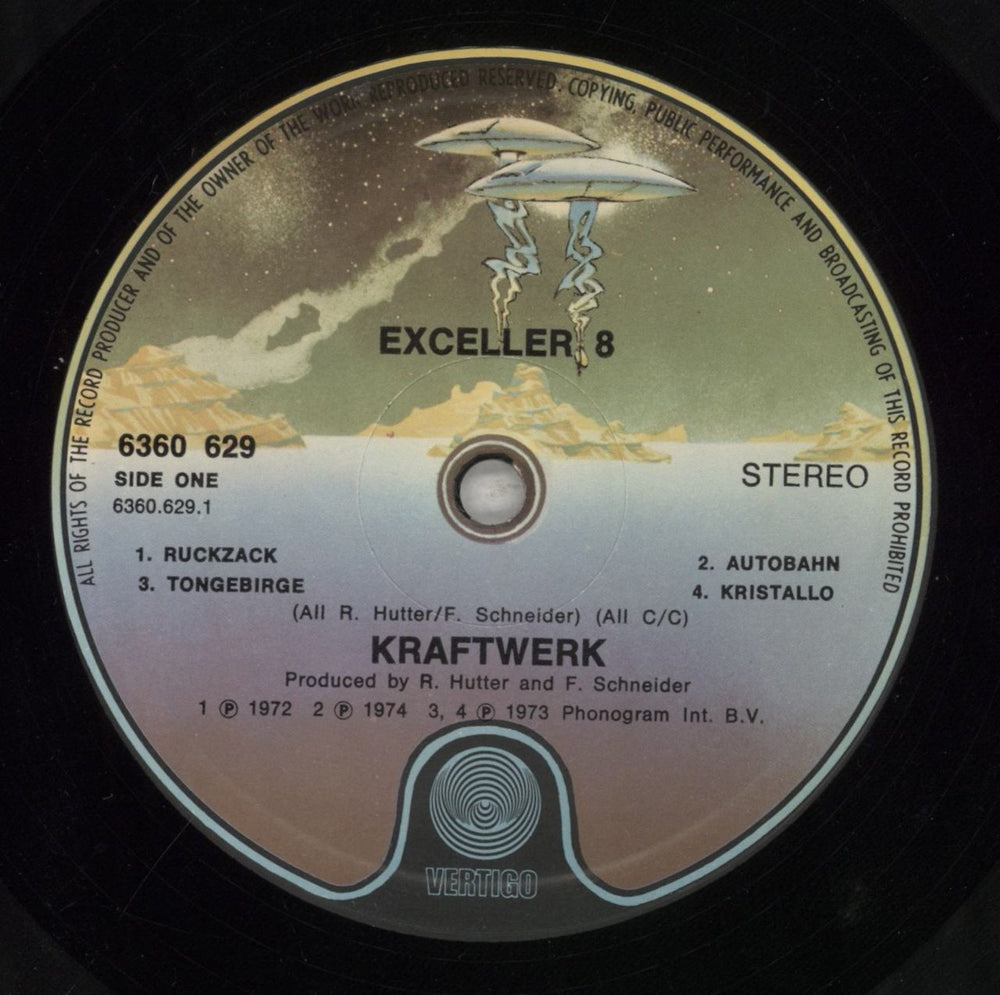 ALL RIGHTS OF THE RECORD PRODUCER AND OF THE OWNER OF THE WORK REPRODUCED RESERVED. COPYING, PUBLIC PERFORMANCE AND BROADCASTING OF THIS RECORD PROHIBITED
EXCELLER 8
6360 629
SIDE ONE
6360.629.1
STEREO
1. RUCKZACK
2. AUTOBAHN
3. TONGEBIRGE
4. KRISTALLO
(All R. Hutter/F. Schneider) (All C/C)
KRAFTWERK
Produced by R. Hutter and F. Schneider
1 ℗ 1972 2 ℗ 1974 3, 4 ℗ 1973 Phonogram Int. B.V.
VERTIGO